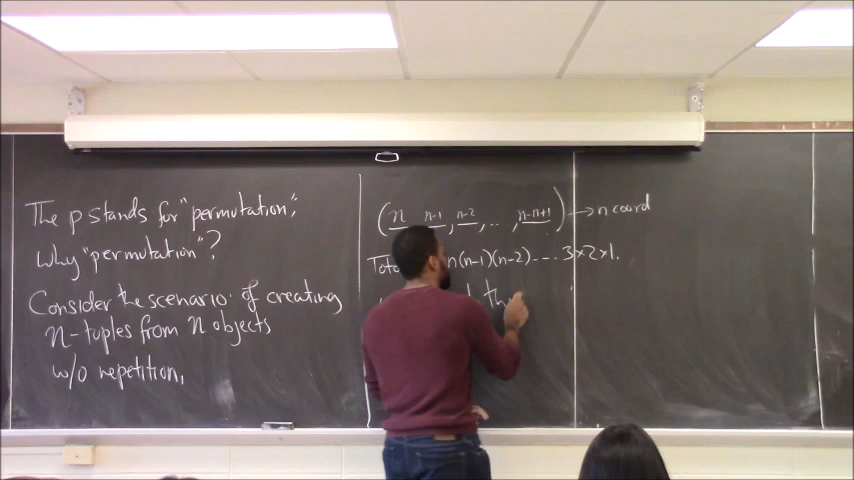 The p stands for "permutation",
Why "permutation"?
Consider the scenario of creating
n-tuples from n objects
w/o repetition,
(n, n-1, n-2, .., n-n+1) → n coord
n(n-1)(n-2)....3×2×1.